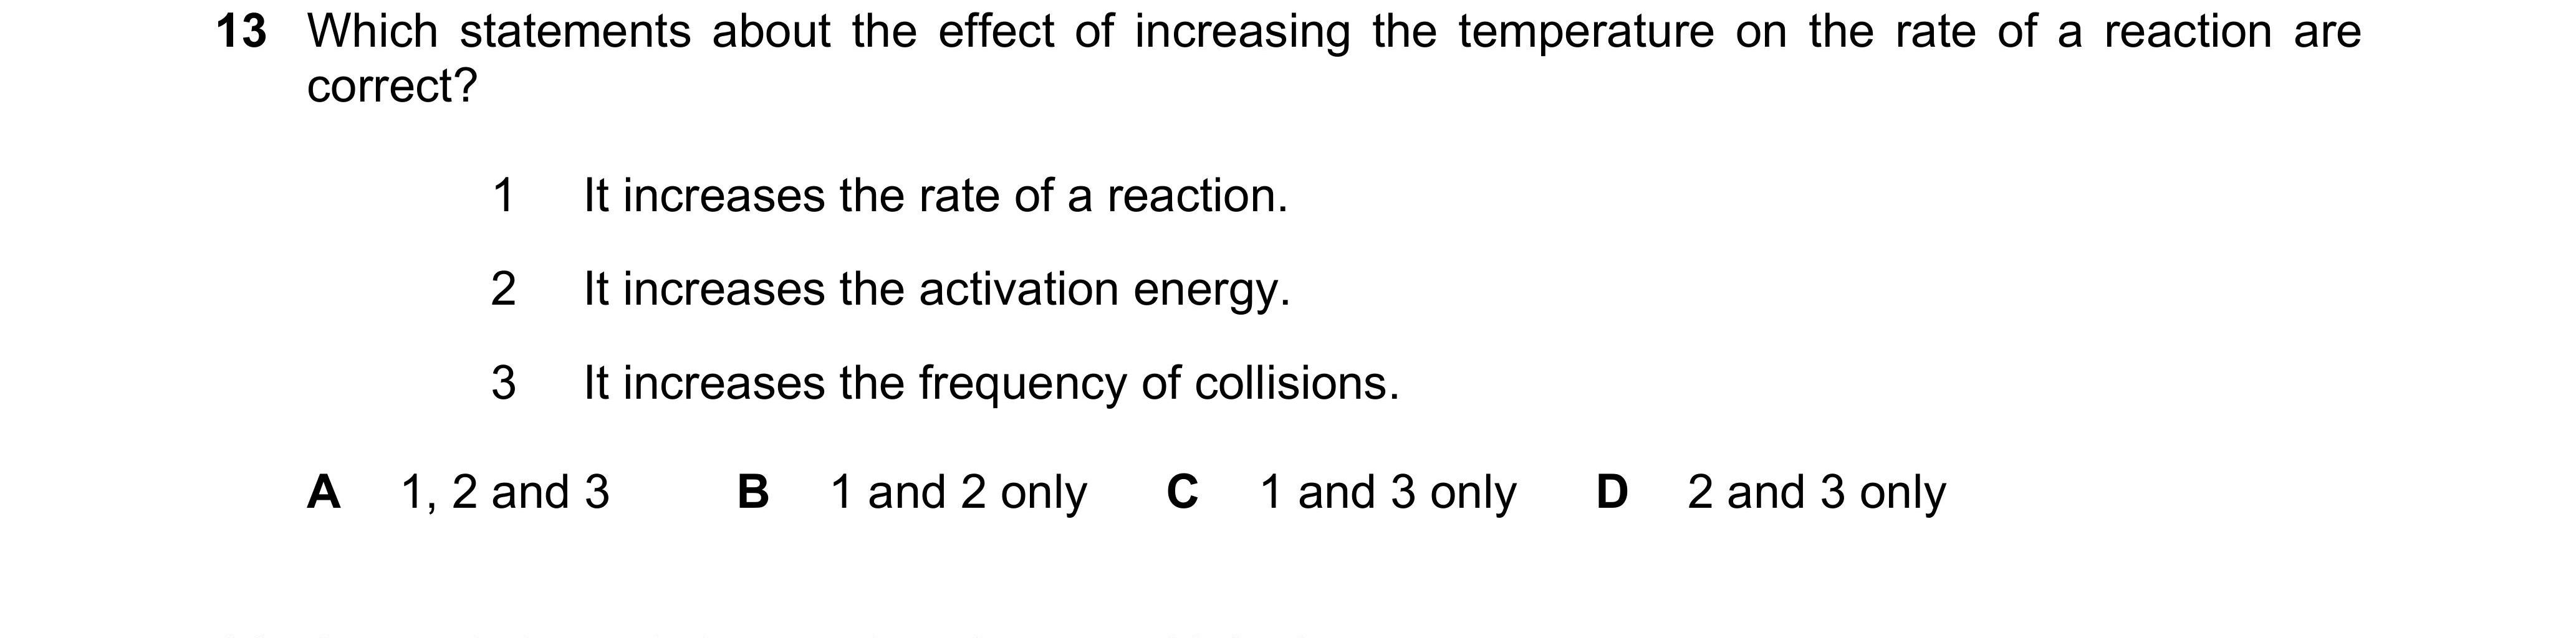 13 Which statements about the effect of increasing the temperature on the rate of a reaction are
correct?
1 It increases the rate of a reaction.
2 It increases the activation energy.
3 It increases the frequency of collisions.
A 1, 2 and 3 B 1 and 2 only C 1 and 3 only D 2 and 3 only